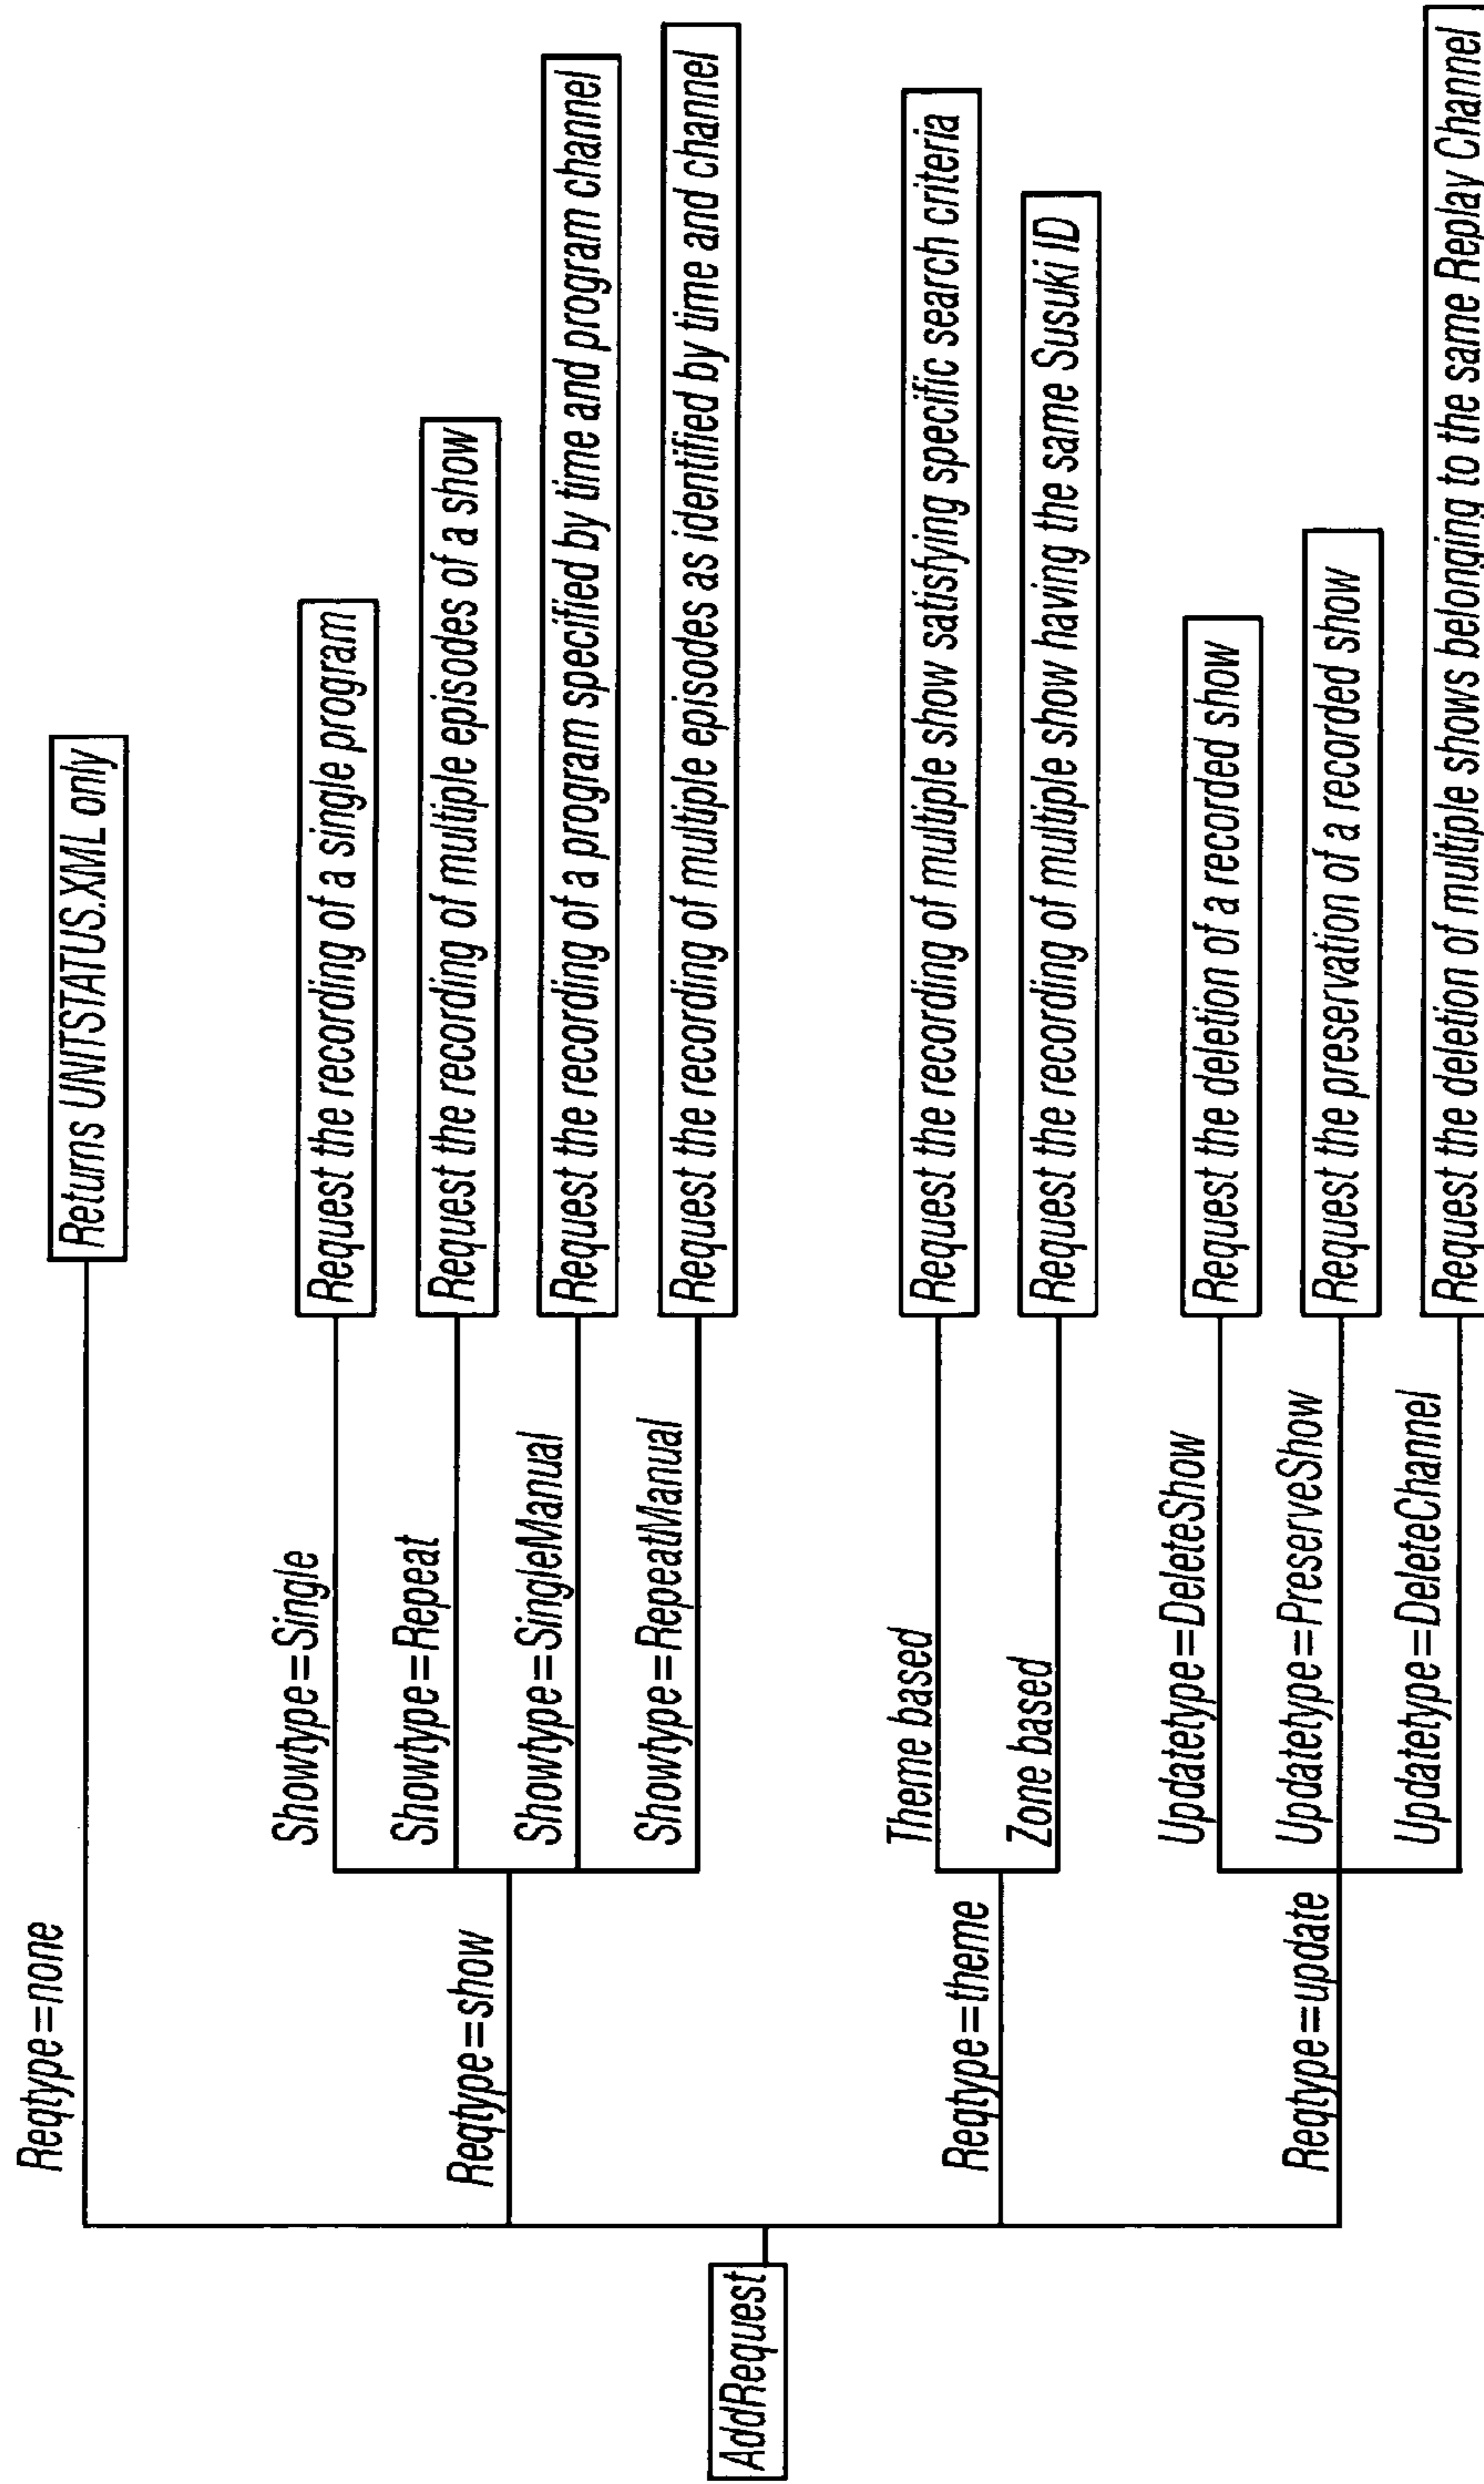 Reqtype=none
Returns UNITSTATUS.XML only
Showtype=Single
Request the recording of a single program
Showtype=Repeat
Request the recording of multiple episodes of a show
Reqtype=show
Showtype=SingleManual
Request the recording of a program specified by time and program channel
Showtype=RepeatManual
Request the recording of multiple episodes as identified by time and channel
AddRequest
Theme based
Request the recording of multiple show satisfying specific search criteria
Reqtype=theme
Zone based
Request the recording of multiple show having the same Susuki ID
Updatetype=DeleteShow
Request the deletion of a recorded show
Reqtype=update
Updatetype=PreserveShow
Request the preservation of a recorded show
Updatetype=DeleteChannel
Request the deletion of multiple shows belonging to the same Replay Channel